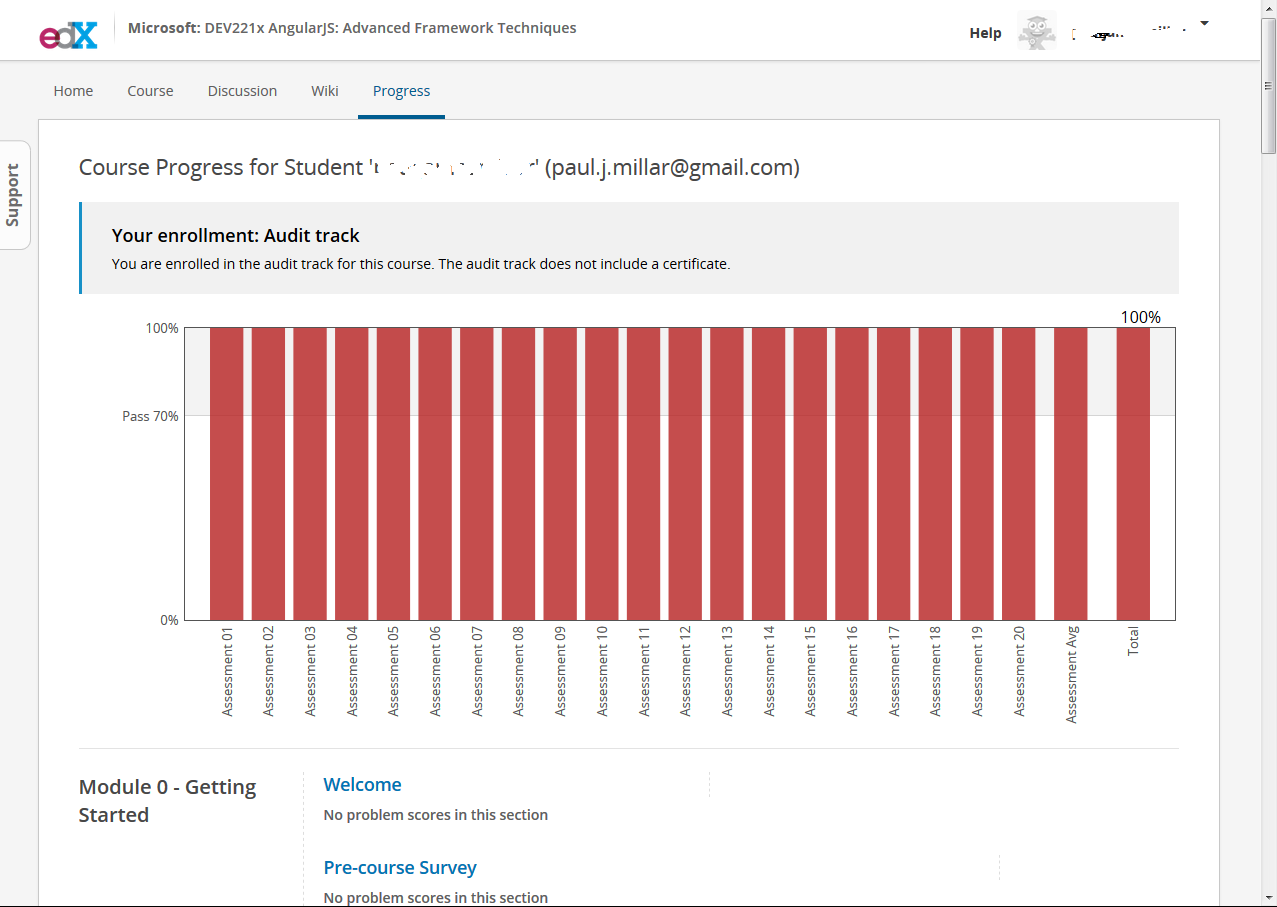 edX
Microsoft: DEV221x AngularJS: Advanced Framework Techniques
Help
Home
Course
Discussion
Wiki
Progress
Support
Course Progress for Student ' ' (paul.j.millar@gmail.com)
Your enrollment: Audit track
You are enrolled in the audit track for this course. The audit track does not include a certificate.
100%
100%
Pass 70%
0%
Assessment 01
Assessment 02
Assessment 03
Assessment 04
Assessment 05
Assessment 06
Assessment 07
Assessment 08
Assessment 09
Assessment 10
Assessment 11
Assessment 12
Assessment 13
Assessment 14
Assessment 15
Assessment 16
Assessment 17
Assessment 18
Assessment 19
Assessment 20
Assessment Avg
Total
Module 0 - Getting
Started
Welcome
No problem scores in this section
Pre-course Survey
No problem scores in this section